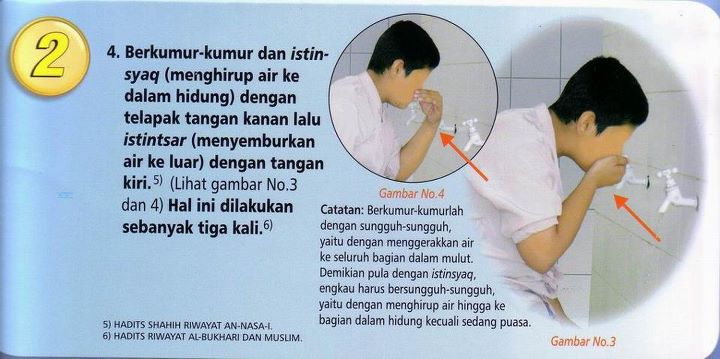 2
4. Berkumur-kumur dan istin-
syaq (menghirup air ke
dalam hidung) dengan
telapak tangan kanan lalu
istintsar (menyemburkan
air ke luar) dengan tangan
kiri.5) (Lihat gambar No.3
dan 4) Hal ini dilakukan
sebanyak tiga kali.6)
Gambar No.4
Catatan: Berkumur-kumurlah
dengan sungguh-sungguh,
yaitu dengan menggerakkan air
ke seluruh bagian dalam mulut.
Demikian pula dengan istinsyaq,
engkau harus bersungguh-sungguh,
yaitu dengan menghirup air hingga ke
bagian dalam hidung kecuali sedang puasa.
Gambar No.3
5) HADITS SHAHIH RIWAYAT AN-NASA-I.
6) HADITS RIWAYAT AL-BUKHARI DAN MUSLIM.